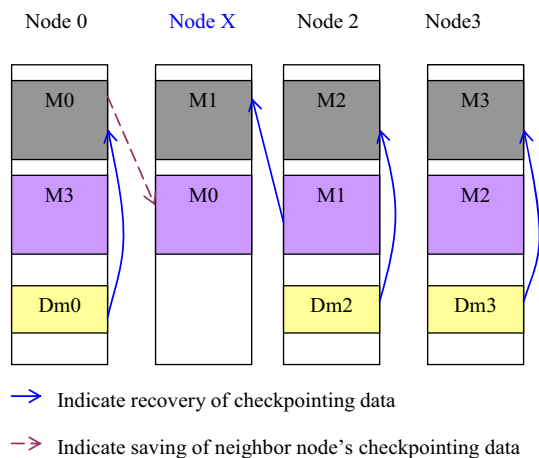 Node 0 Node X Node 2 Node3
M0 M1 M2 M3
M3 M0 M1 M2
Dm0 Dm2 Dm3
Indicate recovery of checkpointing data
Indicate saving of neighbor node's checkpointing data